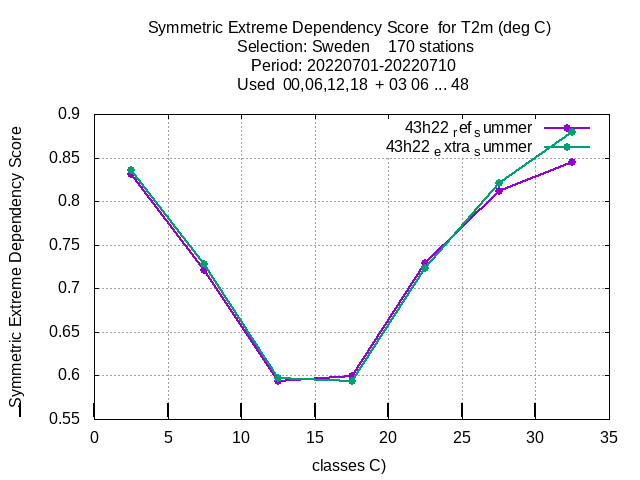 Symmetric Extreme Dependency Score for T2m (deg C)
Selection: Sweden 170 stations
Period: 20220701-20220710
Used 00,06,12,18 + 03 06 ... 48
Symmetric Extreme Dependency Score
0.9
0.85
0.8
0.75
0.7
0.65
0.6
0.55
43h22 ref summer
43h22 extra summer
0 5 10 15 20 25 30 35
classes C)